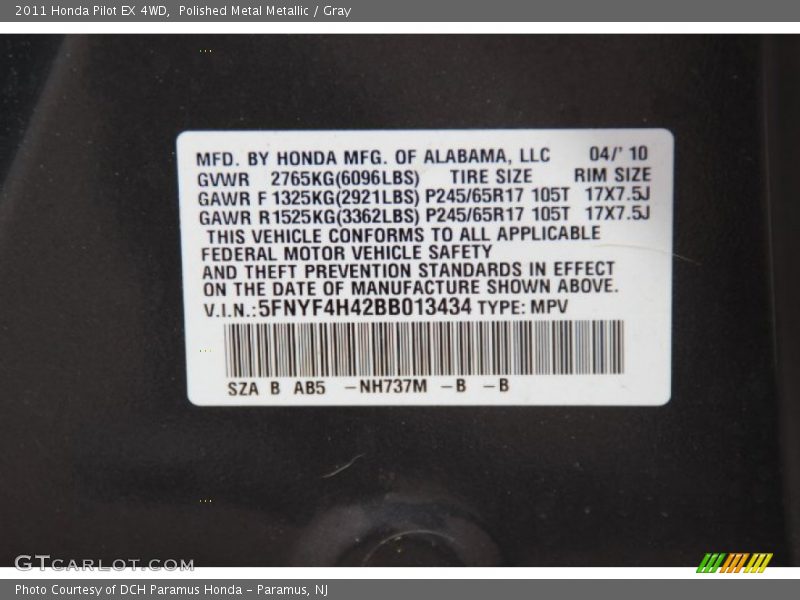 2011 Honda Pilot EX 4WD,  Polished Metal Metallic / Gray
MFD. BY HONDA MFG. OF ALABAMA, LLC 04/' 10
GVWR 2765KG(6096LBS) TIRE SIZE RIM SIZE
GAWR F 1325KG(2921LBS) P245/65R17 105T 17X7.5J
GAWR R 1525KG(3362LBS) P245/65R17 105T 17X7.5J
THIS VEHICLE CONFORMS TO ALL APPLICABLE
FEDERAL MOTOR VEHICLE SAFETY
AND THEFT PREVENTION STANDARDS IN EFFECT
ON THE DATE OF MANUFACTURE SHOWN ABOVE.
V.I.N.: 5FNYF4H42BB013434 TYPE: MPV
SZA B AB5 –NH737M –B –B
GTCARLOT.COM
Photo Courtesy of DCH Paramus Honda – Paramus, NJ